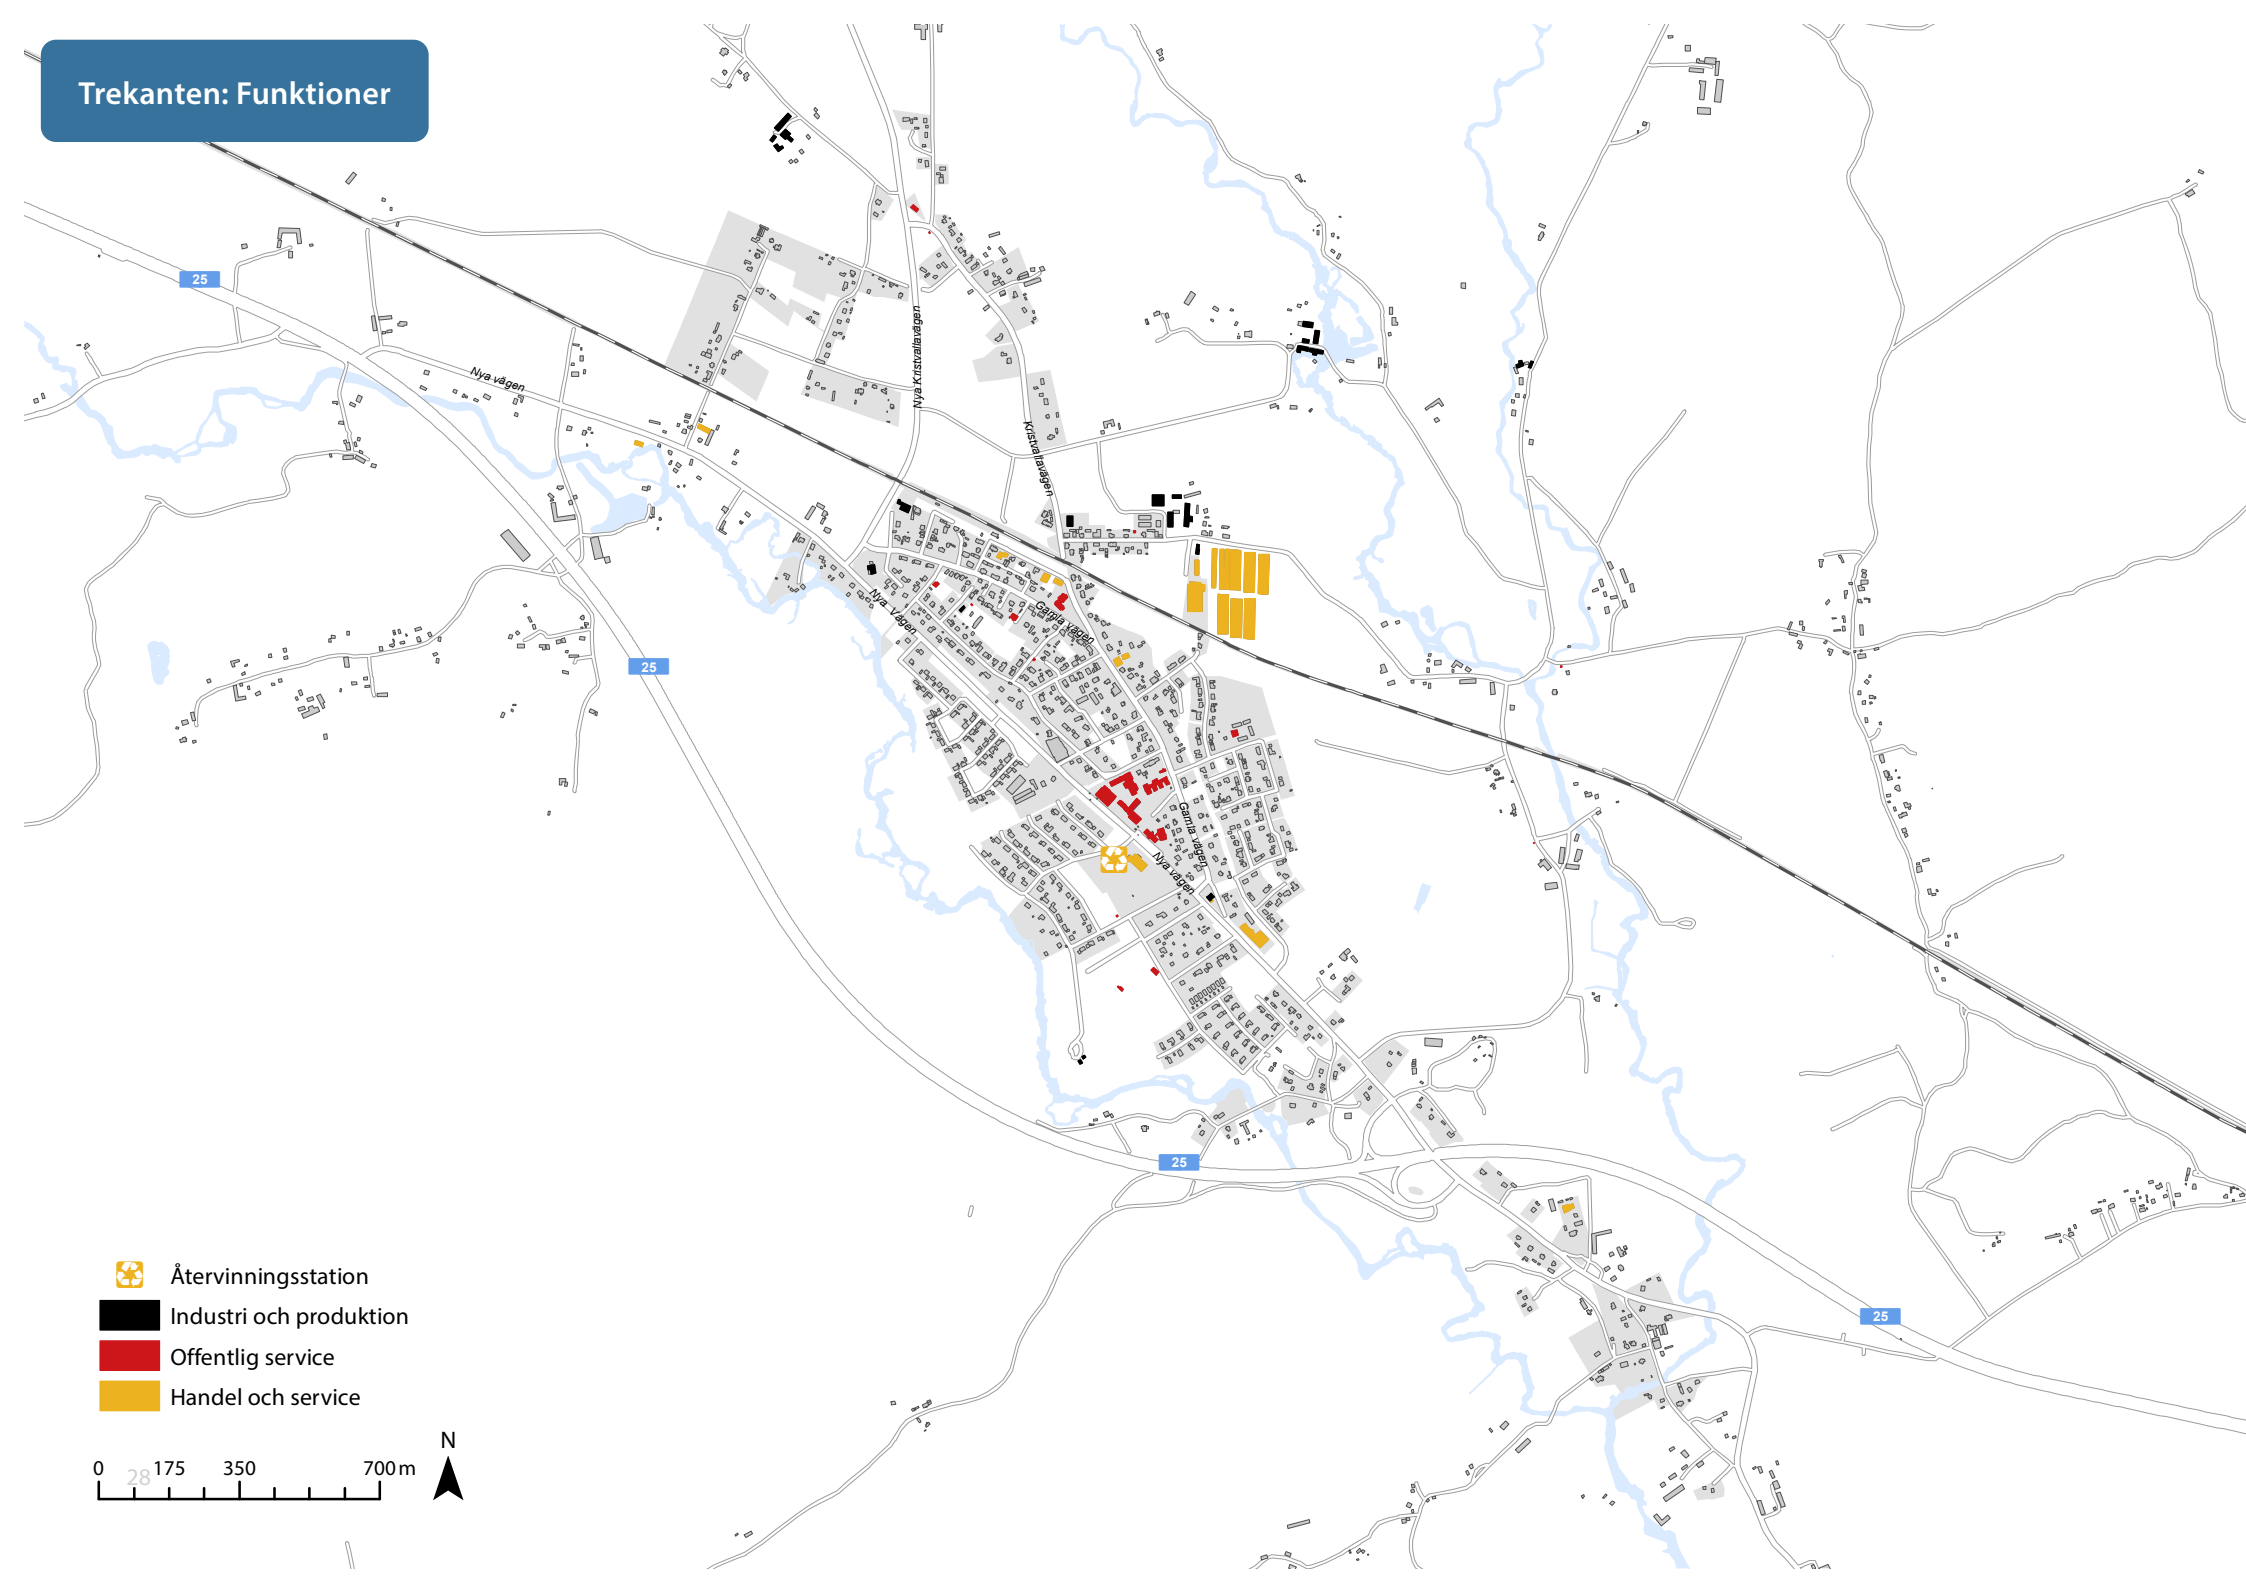 Trekanten: Funktioner
25
Nya vägen
Nya Kristvallavägen
Kristvallavägen
Nya Vägen
Gamla vägen
25
Gamla vägen
Nya vägen
25
25
Återvinningsstation
Industri och produktion
Offentlig service
Handel och service
N
0 175 350 700 m
28